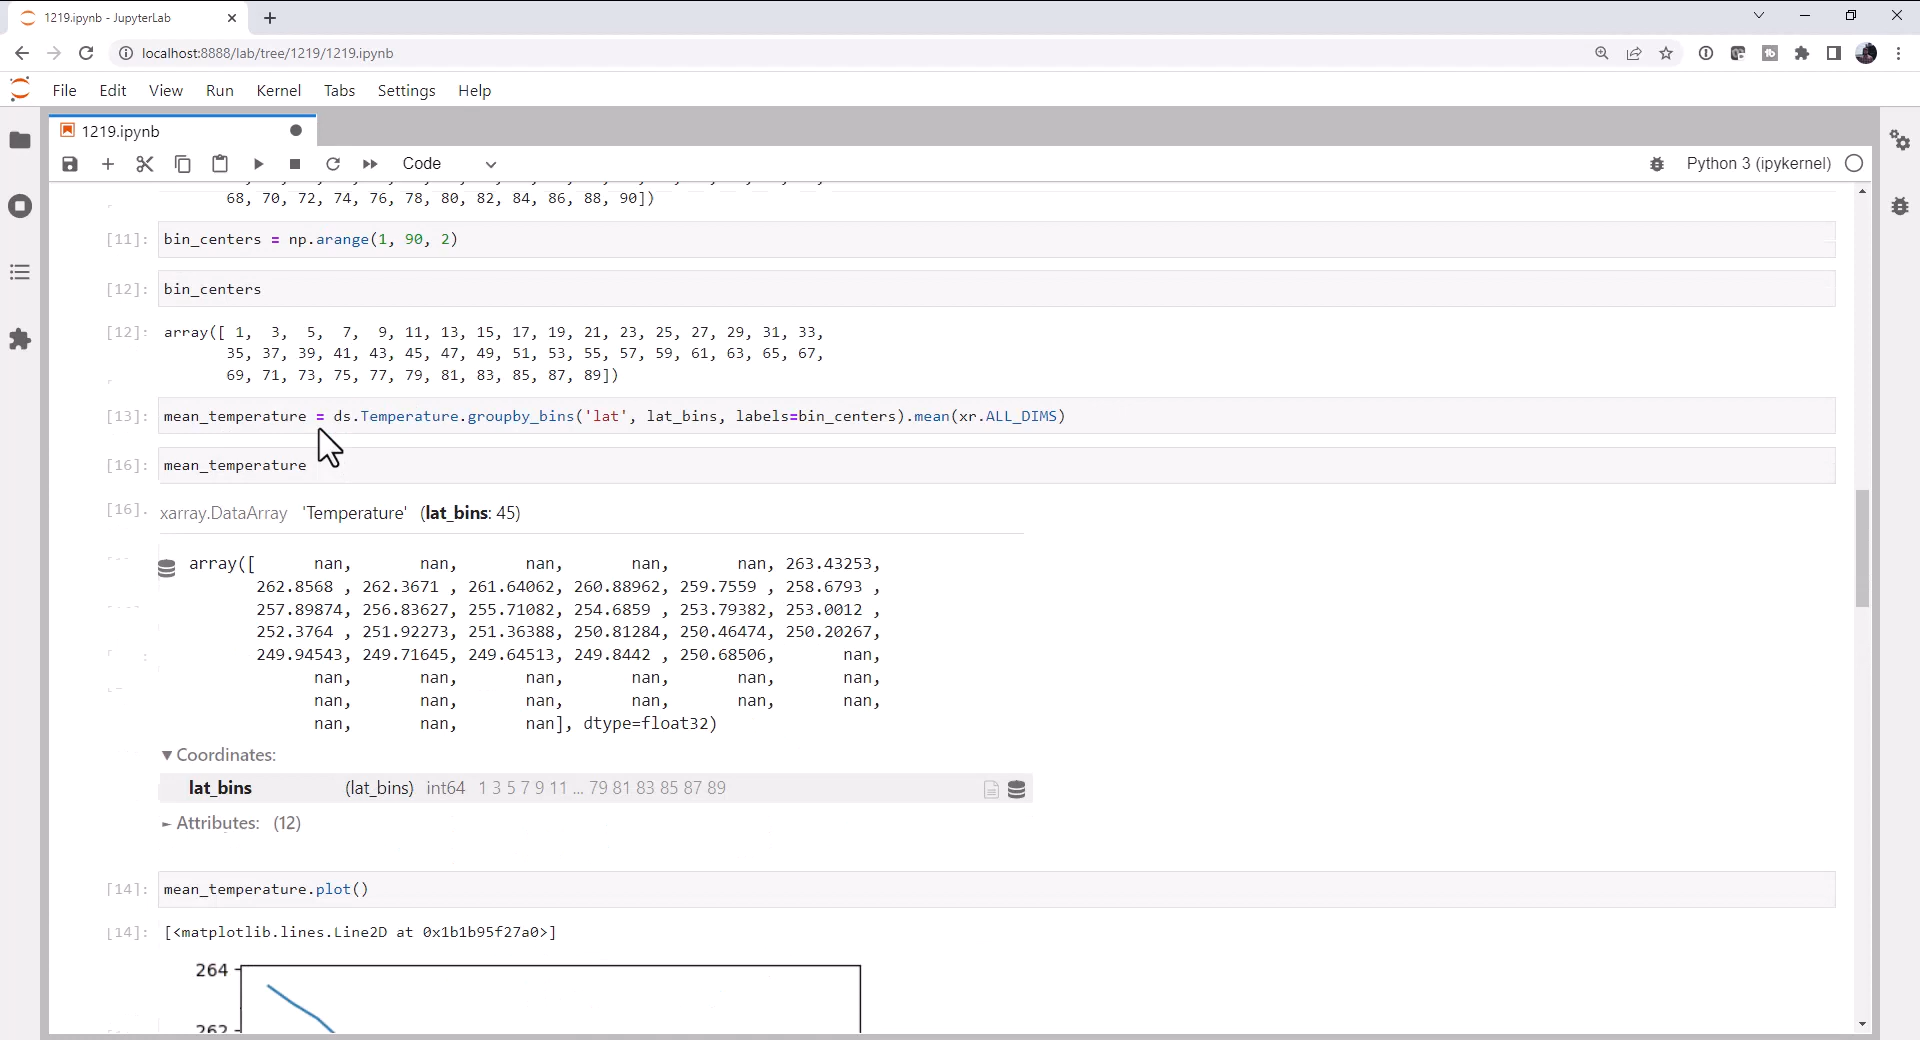 1219.ipynb - JupyterLab
localhost:8888/lab/tree/1219/1219.ipynb
File Edit View Run Kernel Tabs Settings Help
1219.ipynb
Code
Python 3 (ipykernel)
68, 70, 72, 74, 76, 78, 80, 82, 84, 86, 88, 90])
[11]: bin_centers = np.arange(1, 90, 2)
[12]: bin_centers
[12]: array([ 1, 3, 5, 7, 9, 11, 13, 15, 17, 19, 21, 23, 25, 27, 29, 31, 33,
35, 37, 39, 41, 43, 45, 47, 49, 51, 53, 55, 57, 59, 61, 63, 65, 67,
69, 71, 73, 75, 77, 79, 81, 83, 85, 87, 89])
[13]: mean_temperature = ds.Temperature.groupby_bins('lat', lat_bins, labels=bin_centers).mean(xr.ALL_DIMS)
[16]: mean_temperature
[16]. xarray.DataArray 'Temperature' (lat_bins: 45)
array([ nan, nan, nan, nan, nan, 263.43253,
262.8568 , 262.3671 , 261.64062, 260.88962, 259.7559 , 258.6793 ,
257.89874, 256.83627, 255.71082, 254.6859 , 253.79382, 253.0012 ,
252.3764 , 251.92273, 251.36388, 250.81284, 250.46474, 250.20267,
249.94543, 249.71645, 249.64513, 249.8442 , 250.68506, nan,
nan, nan, nan, nan, nan, nan,
nan, nan, nan, nan, nan, nan,
nan, nan, nan], dtype=float32)
▼ Coordinates:
lat_bins (lat_bins) int64 1 3 5 7 9 11 ... 79 81 83 85 87 89
► Attributes: (12)
[14]: mean_temperature.plot()
[14]: [<matplotlib.lines.Line2D at 0x1b1b95f27a0>]
264
262